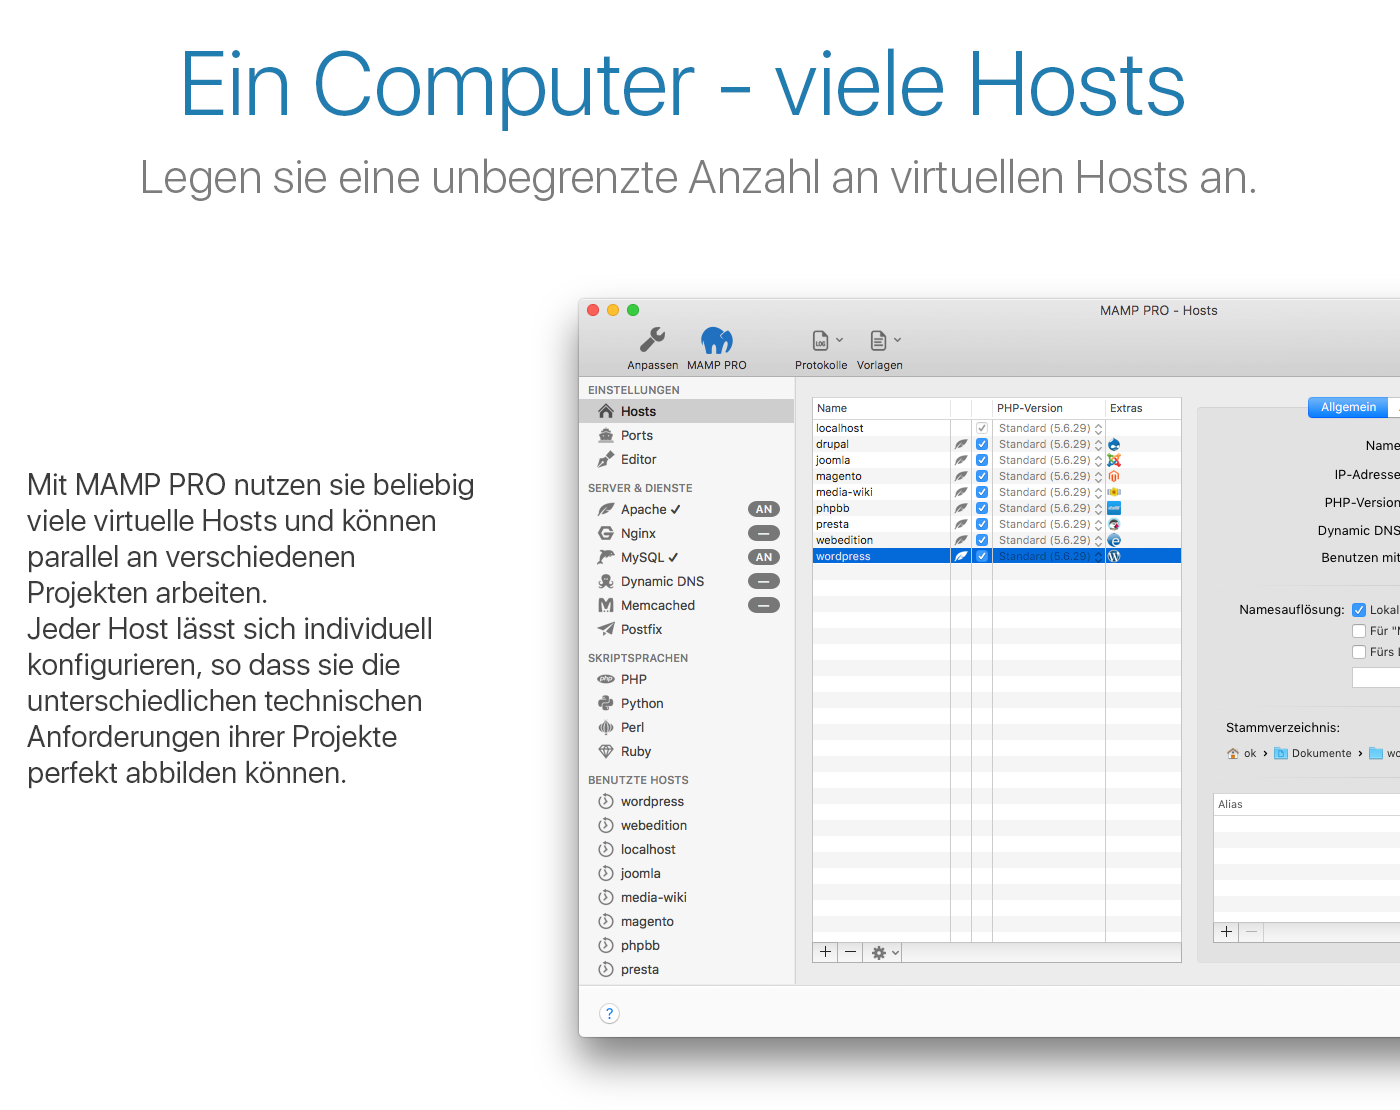 Ein Computer - viele Hosts
Legen sie eine unbegrenzte Anzahl an virtuellen Hosts an.
Mit MAMP PRO nutzen sie beliebig
viele virtuelle Hosts und können
parallel an verschiedenen
Projekten arbeiten.
Jeder Host lässt sich individuell
konfigurieren, so dass sie die
unterschiedlichen technischen
Anforderungen ihrer Projekte
perfekt abbilden können.
MAMP PRO - Hosts
Anpassen MAMP PRO Protokolle Vorlagen
EINSTELLUNGEN
Hosts
Ports
Editor
SERVER & DIENSTE
Apache ✓ AN
Nginx —
MySQL ✓ AN
Dynamic DNS —
Memcached —
Postfix
SKRIPTSPRACHEN
PHP
Python
Perl
Ruby
BENUTZTE HOSTS
wordpress
webedition
localhost
joomla
media-wiki
magento
phpbb
presta
?
Name PHP-Version Extras
localhost Standard (5.6.29)
drupal Standard (5.6.29)
joomla Standard (5.6.29)
magento Standard (5.6.29)
media-wiki Standard (5.6.29)
phpbb Standard (5.6.29)
presta Standard (5.6.29)
webedition Standard (5.6.29)
wordpress Standard (5.6.29)
Allgemein
Name
IP-Adresse
PHP-Version
Dynamic DNS
Benutzen mit
Namesauflösung: Lokal
Für "
Fürs
Stammverzeichnis:
ok › Dokumente › wo
Alias